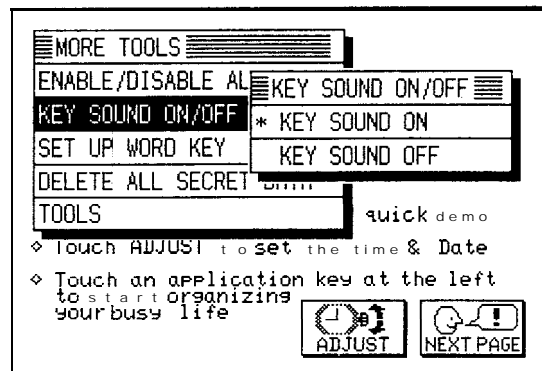 MORE TOOLS
ENABLE/DISABLE AL
KEY SOUND ON/OFF
SET UP WORD KEY
DELETE ALL SECRET
TOOLS
KEY SOUND ON/OFF
* KEY SOUND ON
KEY SOUND OFF
quick demo
◇ Touch ADJUST to set the time & Date
◇ Touch an application key at the left
to start organizing
your busy life
ADJUST
NEXT PAGE